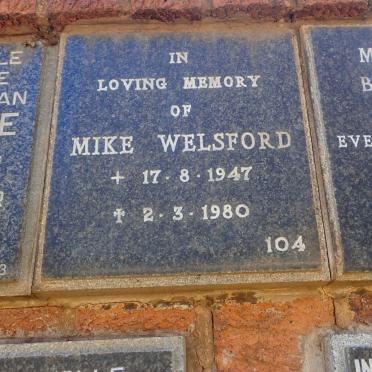 IN
LOVING MEMORY
OF
MIKE WELSFORD
+ 17·8·1947
✝ 2·3·1980
104